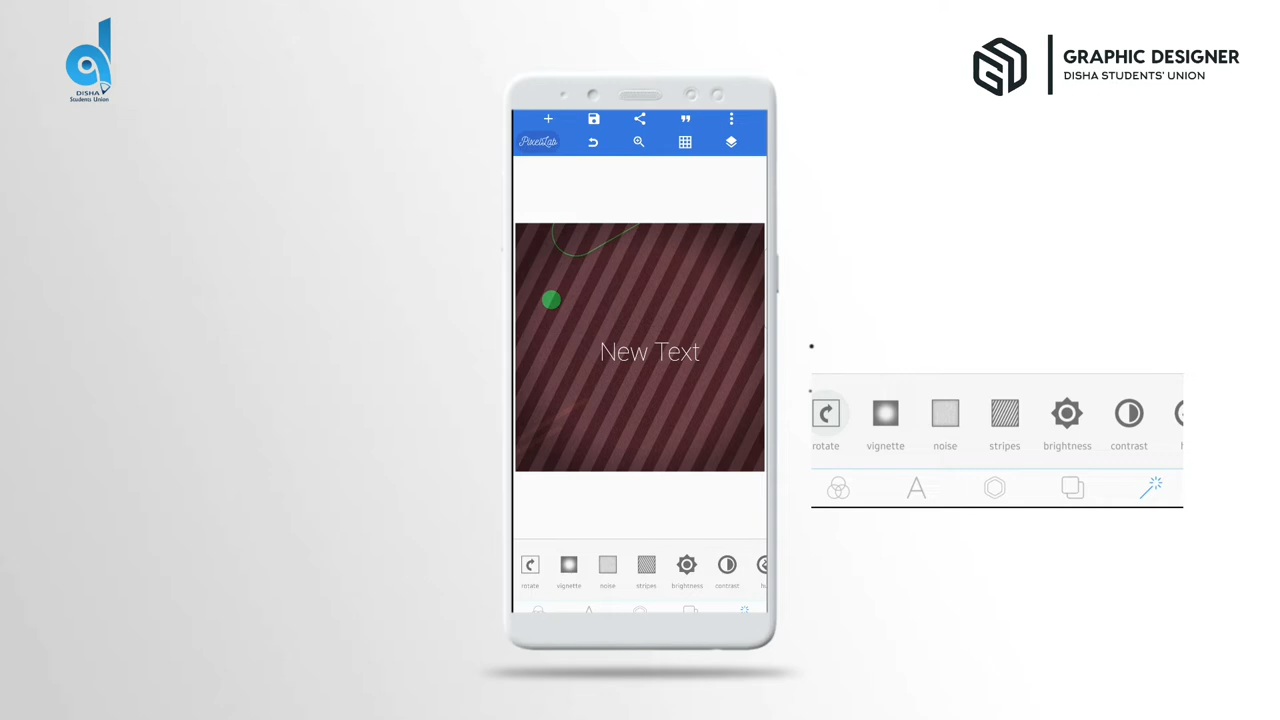 DISHA
Students Union
GRAPHIC DESIGNER
DISHA STUDENTS' UNION
PixelLab
New Text
rotate
vignette
noise
stripes
brightness
contrast
h
rotate
vignette
noise
stripes
brightness
contrast
hu